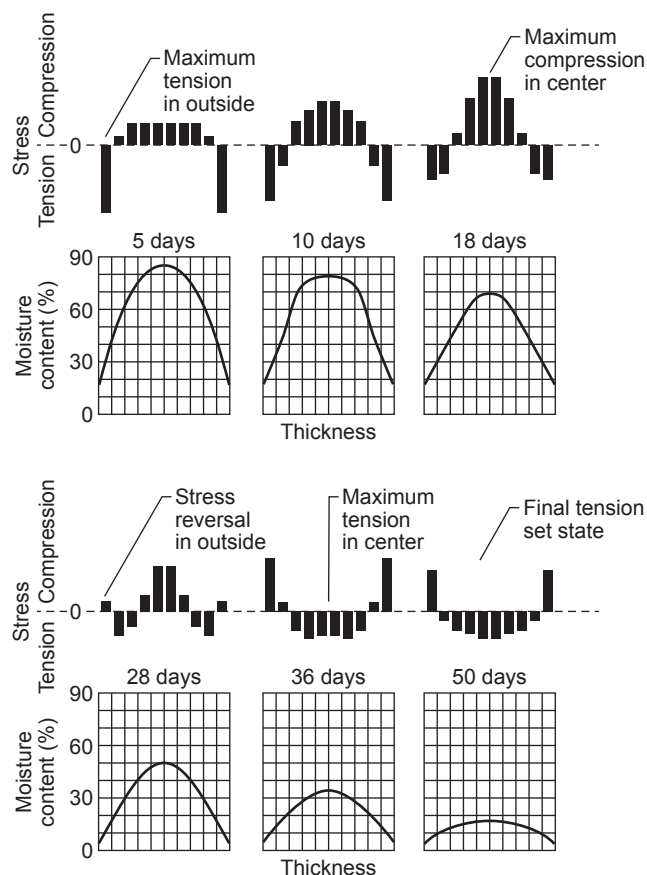 Maximum
tension
in outside
Maximum
compression
in center
Stress
Tension Compression
0
5 days
10 days
18 days
Moisture
content (%)
90
60
30
0
Thickness
Stress
reversal
in outside
Maximum
tension
in center
Final tension
set state
Stress
Tension Compression
0
28 days
36 days
50 days
Moisture
content (%)
90
60
30
0
Thickness